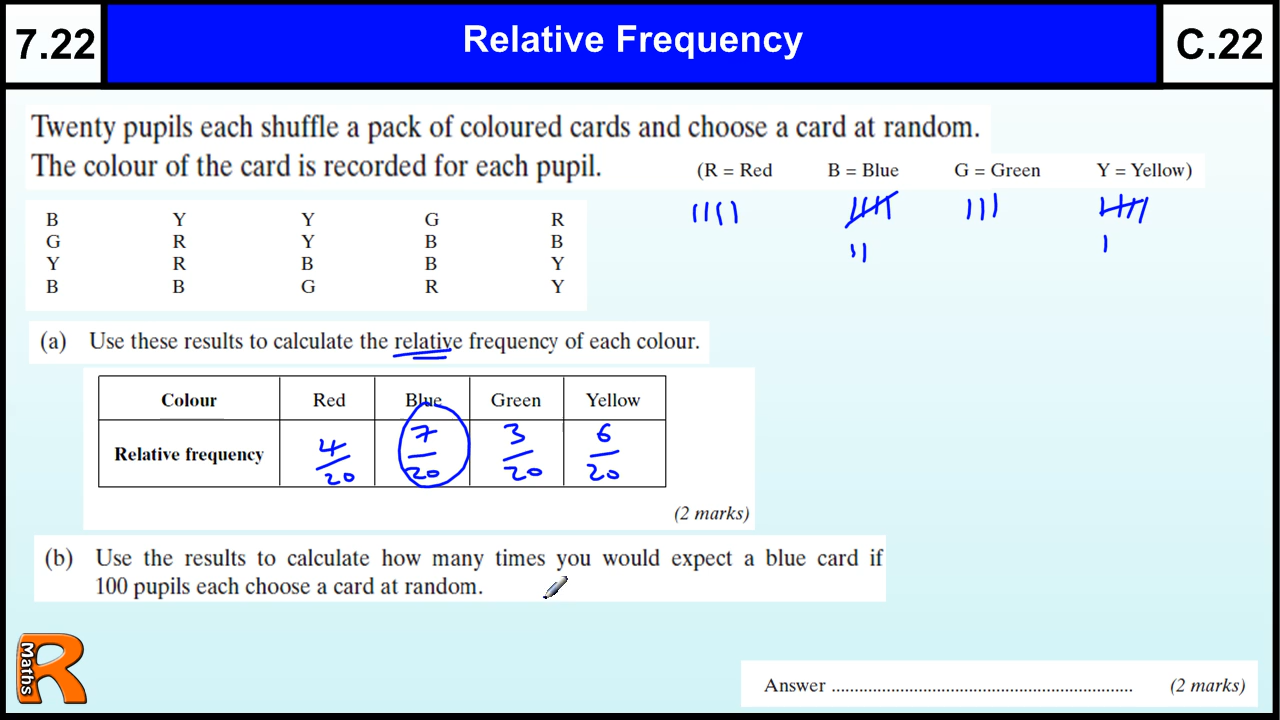 7.22
Relative Frequency
C.22
Twenty pupils each shuffle a pack of coloured cards and choose a card at random.
The colour of the card is recorded for each pupil.
(R = Red B = Blue G = Green Y = Yellow)
B Y Y G R
G R Y B B
Y R B B Y
B B G R Y
(a) Use these results to calculate the relative frequency of each colour.
Colour Red Blue Green Yellow
Relative frequency 4/20 7/20 3/20 6/20
(2 marks)
(b) Use the results to calculate how many times you would expect a blue card if
100 pupils each choose a card at random.
R Maths
Answer ............................................................ (2 marks)